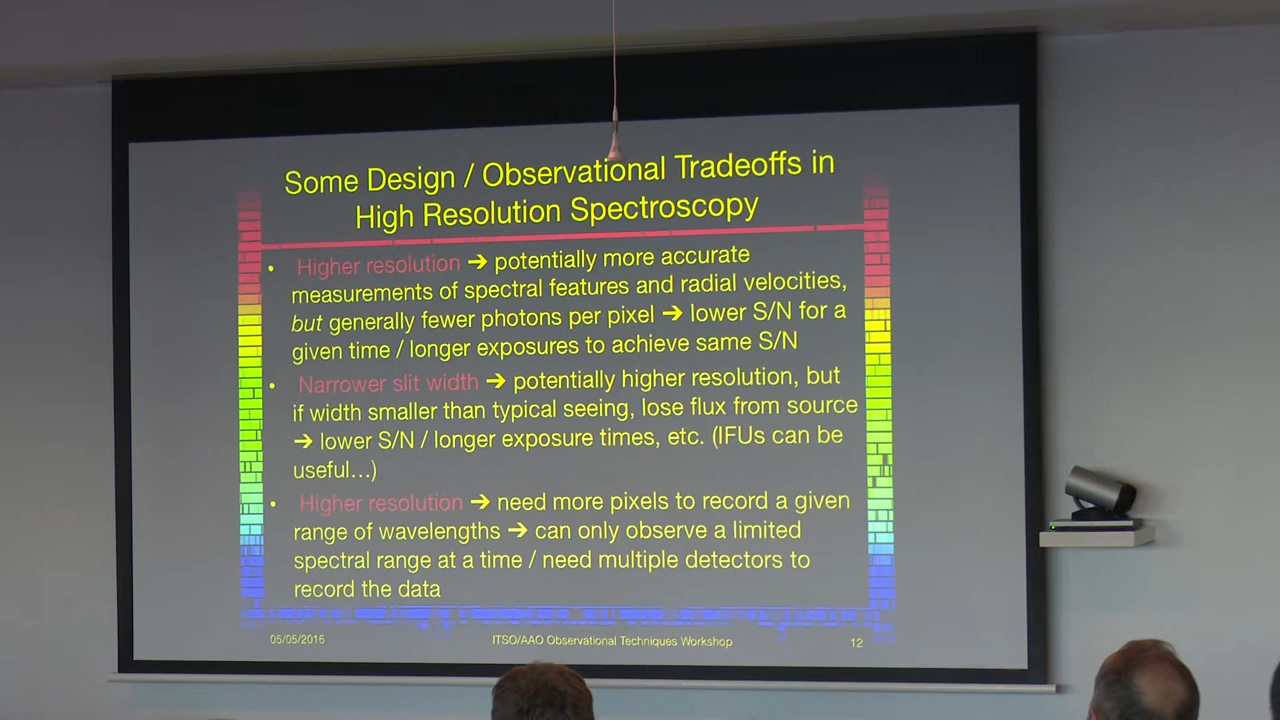 Some Design / Observational Tradeoffs in
High Resolution Spectroscopy
• Higher resolution ➔ potentially more accurate
measurements of spectral features and radial velocities,
but generally fewer photons per pixel ➔ lower S/N for a
given time / longer exposures to achieve same S/N
• Narrower slit width ➔ potentially higher resolution, but
if width smaller than typical seeing, lose flux from source
➔ lower S/N / longer exposure times, etc. (IFUs can be
useful…)
• Higher resolution ➔ need more pixels to record a given
range of wavelengths ➔ can only observe a limited
spectral range at a time / need multiple detectors to
record the data
05/05/2016 ITSO/AAO Observational Techniques Workshop 12